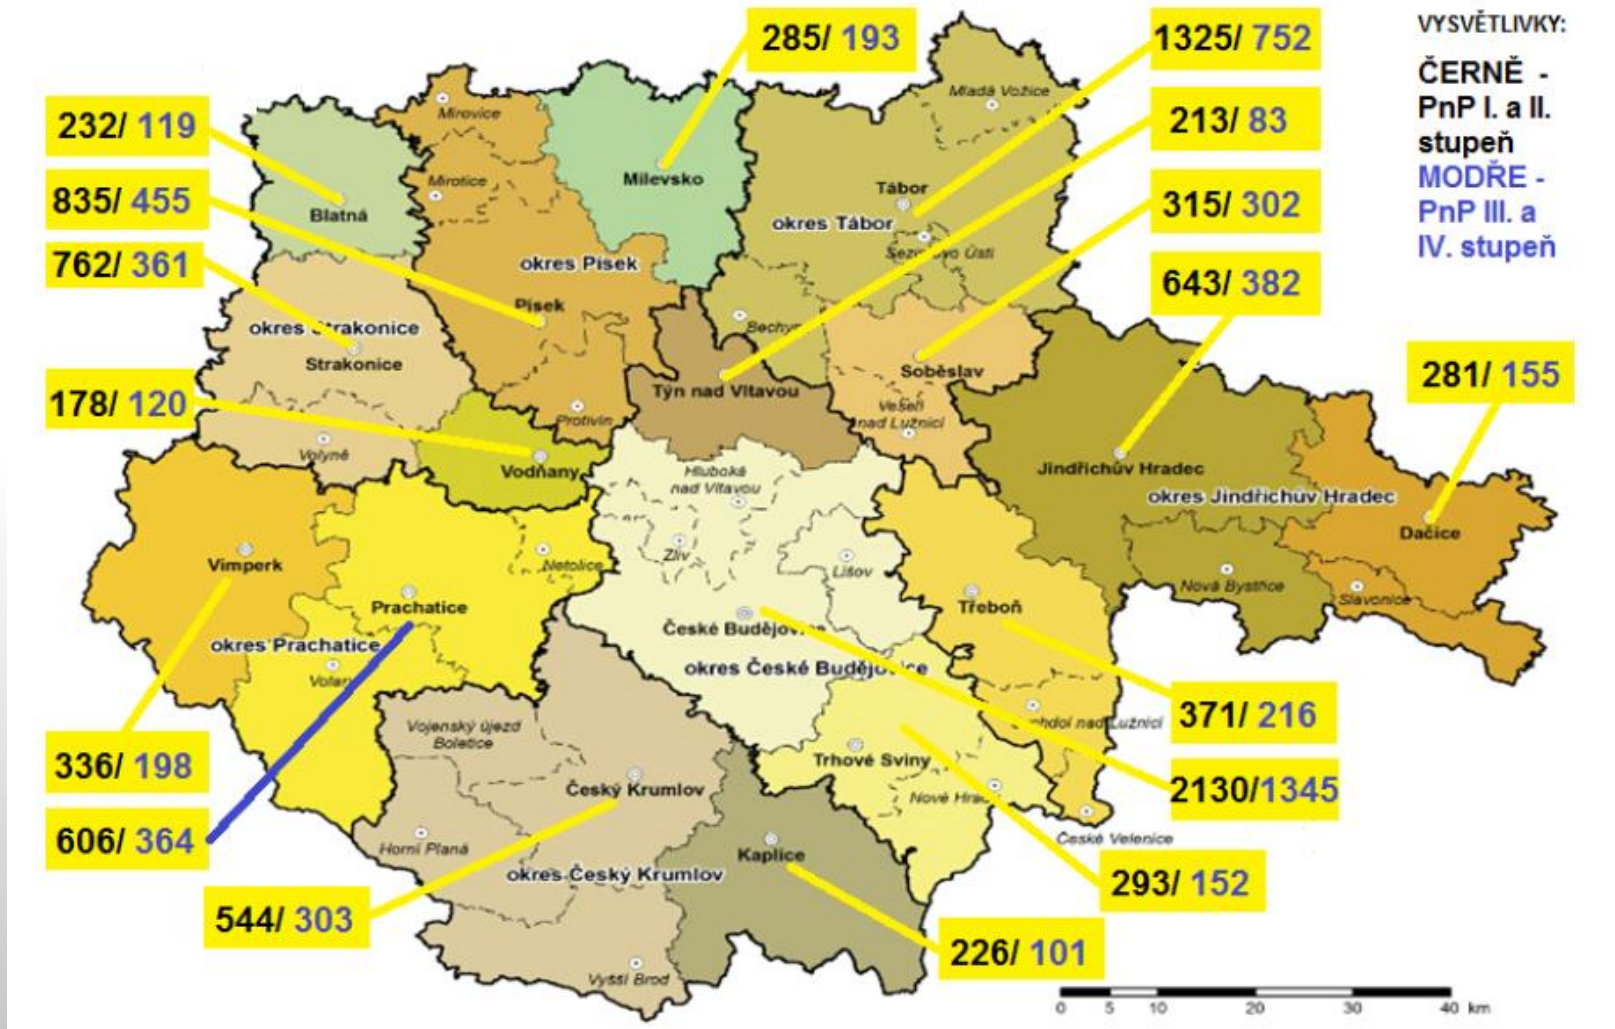 VYSVĚTLIVKY:
ČERNĚ -
PnP I. a II.
stupeň
MODŘE -
PnP III. a
IV. stupeň
285/ 193
1325/ 752
232/ 119
213/ 83
835/ 455
315/ 302
762/ 361
643/ 382
281/ 155
178/ 120
336/ 198
371/ 216
2130/1345
606/ 364
293/ 152
544/ 303
226/ 101
Mirovice
Mladá Vožice
Milevsko
Mirotice
Tábor
Blatná
okres Tábor
okres Písek
Písek
okres Strakonice
Strakonice
Soběslav
Týn nad Vltavou
Veselí
nad Lužnicí
Protivín
Volyně
Vodňany
Hluboká
nad Vltavou
Jindřichův Hradec
okres Jindřichův Hradec
Dačice
Zliv
Lišov
Netolice
Vimperk
Nová Bystřice
Slavonice
Prachatice
Třeboň
České Budějovice
okres Prachatice
okres České Budějovice
Vojenský újezd
Boletice
Trhové Sviny
Český Krumlov
České Velenice
Horní Planá
Kaplice
okres Český Krumlov
Vyšší Brod
0 5 10 20 30 40 km